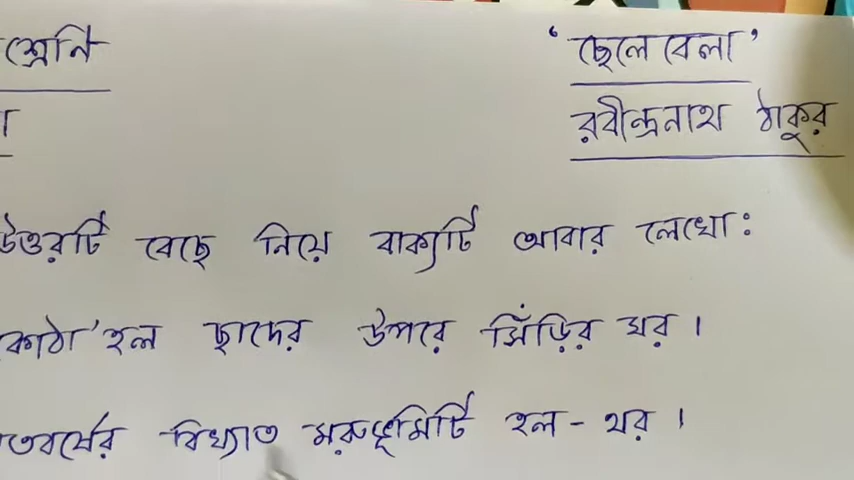 শ্রেণি
'ছেলেবেলা'
রবীন্দ্রনাথ ঠাকুর
উত্তরটি বেছে নিয়ে বাক্যটি আবার লেখো:
কোঠা' হল ছাদের উপরে সিঁড়ির ঘর।
তবর্ষের বিখ্যাত মরুভূমিটি হল - থর।